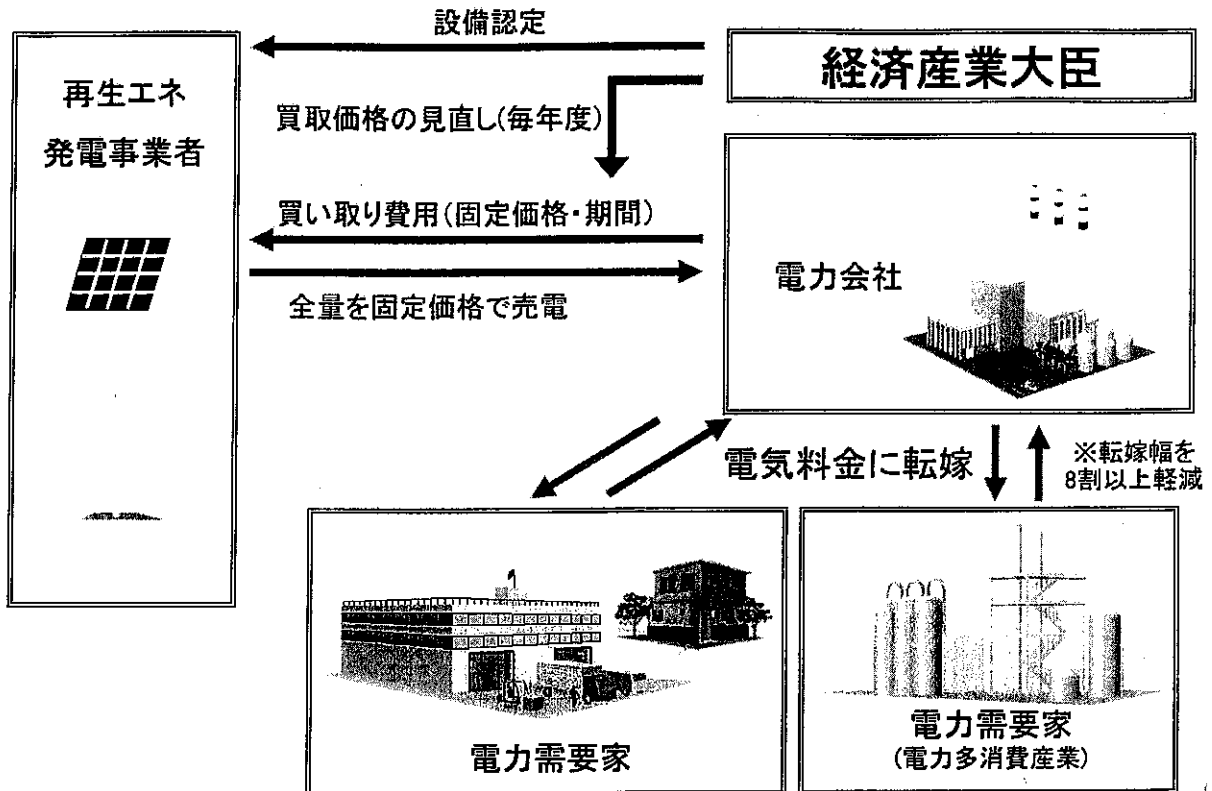 設備認定
経済産業大臣
再生エネ
発電事業者
買取価格の見直し(毎年度)
買い取り費用(固定価格・期間)
全量を固定価格で売電
電力会社
電気料金に転嫁
※転嫁幅を
8割以上軽減
電力需要家
電力需要家
(電力多消費産業)